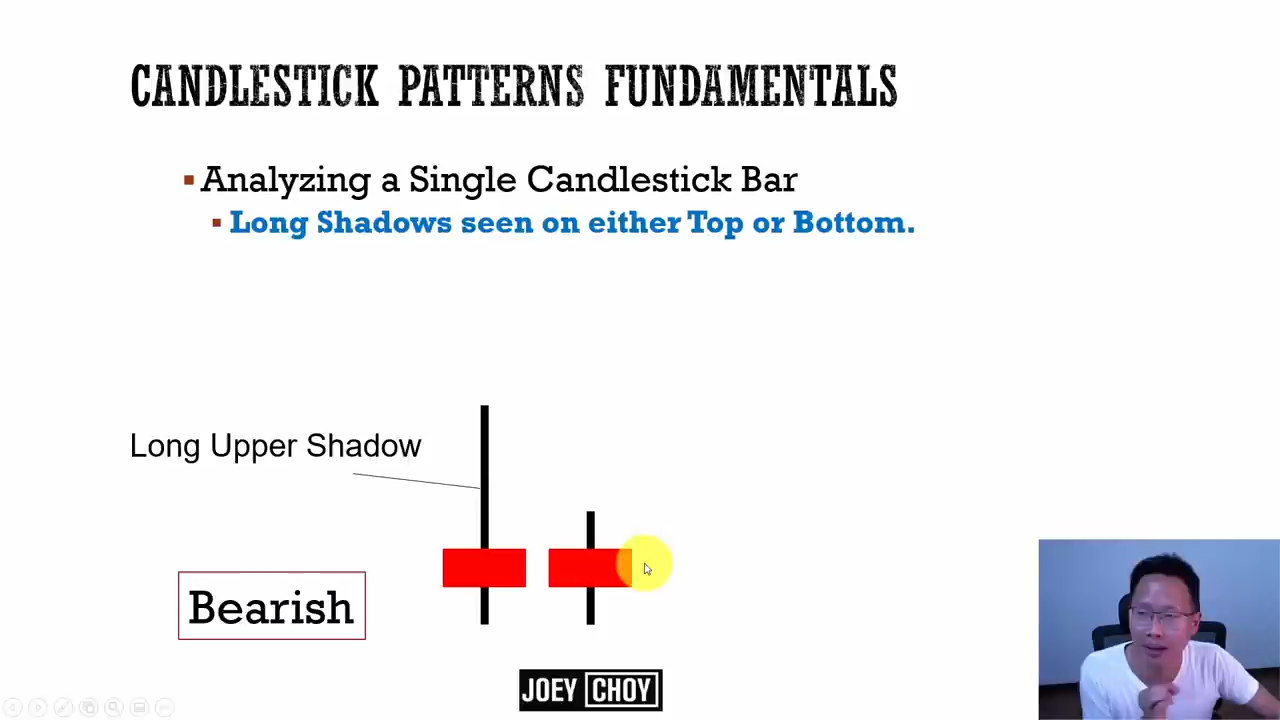 CANDLESTICK PATTERNS FUNDAMENTALS
Analyzing a Single Candlestick Bar
Long Shadows seen on either Top or Bottom.
Long Upper Shadow
Bearish
JOEY CHOY